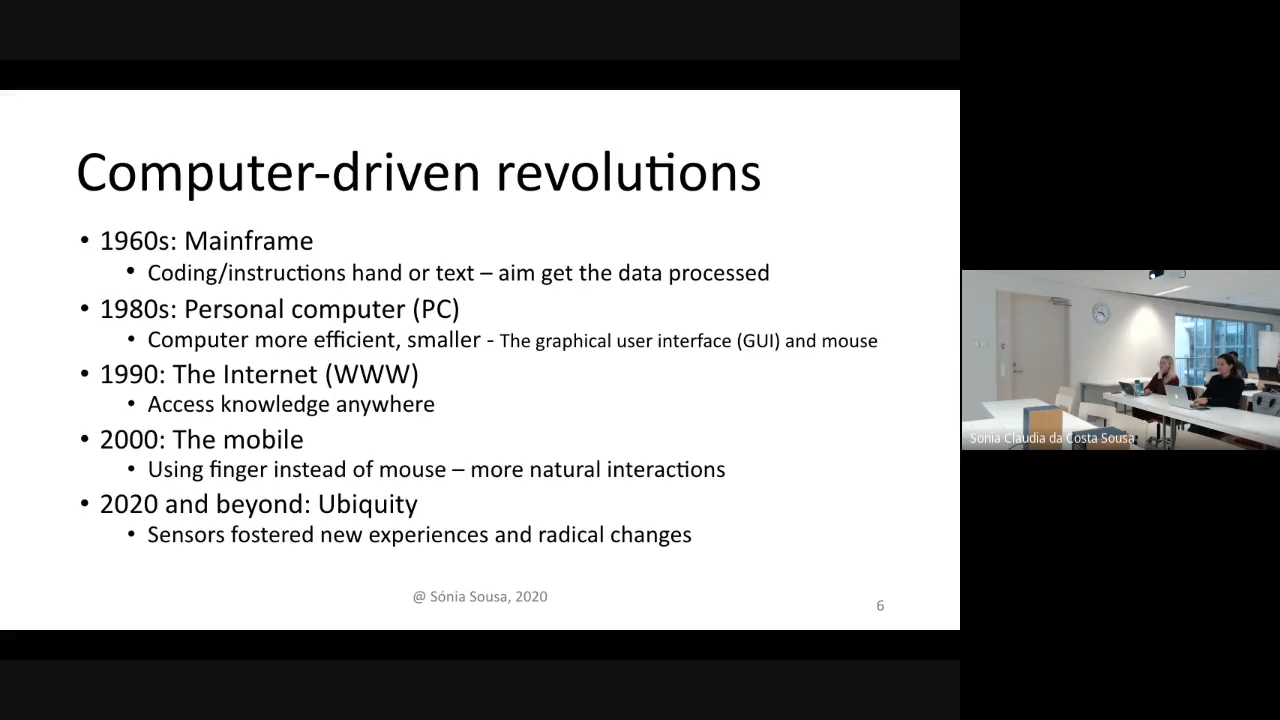 Computer-driven revolutions
• 1960s: Mainframe
• Coding/instructions hand or text – aim get the data processed
• 1980s: Personal computer (PC)
• Computer more efficient, smaller - The graphical user interface (GUI) and mouse
• 1990: The Internet (WWW)
• Access knowledge anywhere
• 2000: The mobile
• Using finger instead of mouse – more natural interactions
• 2020 and beyond: Ubiquity
• Sensors fostered new experiences and radical changes
@ Sónia Sousa, 2020
6
Sonia Claudia da Costa Sousa